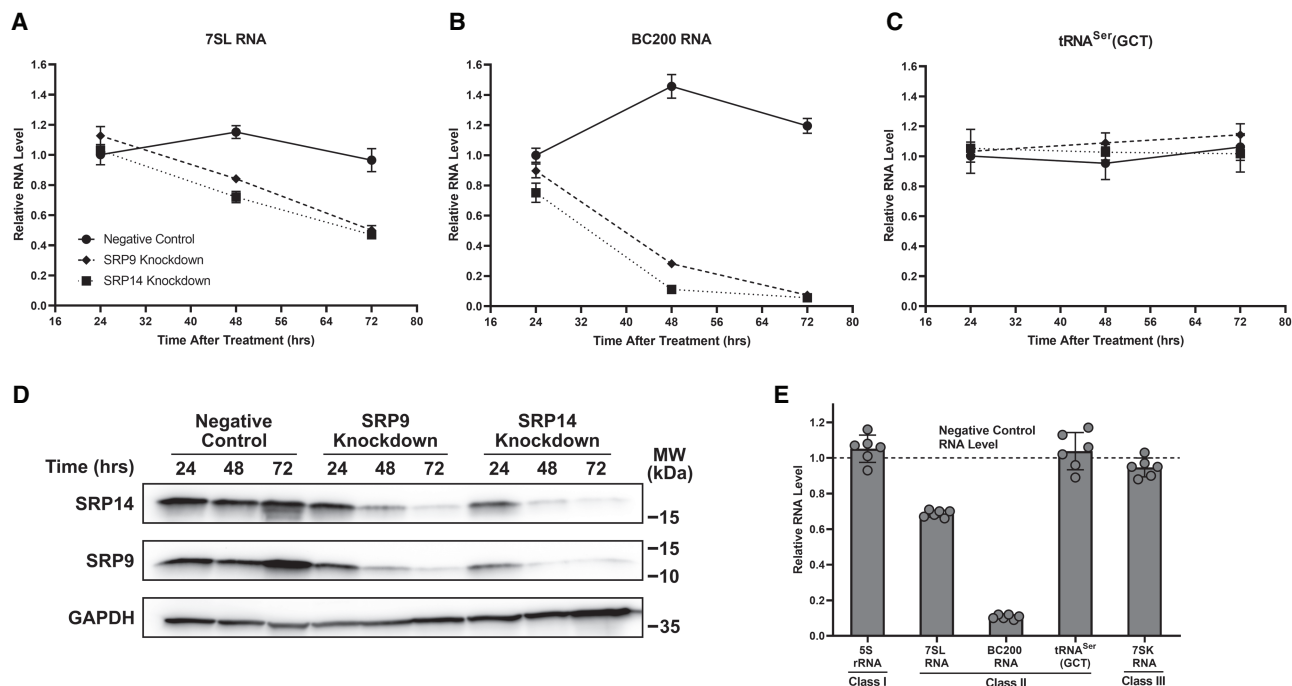 A
7SL RNA
Relative RNA Level
1.6
1.4
1.2
1.0
0.8
0.6
0.4
0.2
0.0
Negative Control
SRP9 Knockdown
SRP14 Knockdown
16 24 32 40 48 56 64 72 80
Time After Treatment (hrs)
B
BC200 RNA
Relative RNA Level
1.6
1.4
1.2
1.0
0.8
0.6
0.4
0.2
0.0
16 24 32 40 48 56 64 72 80
Time After Treatment (hrs)
C
tRNASer(GCT)
Relative RNA Level
1.6
1.4
1.2
1.0
0.8
0.6
0.4
0.2
0.0
16 24 32 40 48 56 64 72 80
Time After Treatment (hrs)
D
Negative Control
SRP9 Knockdown
SRP14 Knockdown
MW (kDa)
Time (hrs) 24 48 72 24 48 72 24 48 72
SRP14
–15
SRP9
–15
–10
GAPDH
–35
E
Relative RNA Level
1.2
1.0
0.8
0.6
0.4
0.2
0.0
Negative Control
RNA Level
5S rRNA
7SL RNA
BC200 RNA
tRNASer (GCT)
7SK RNA
Class I
Class II
Class III